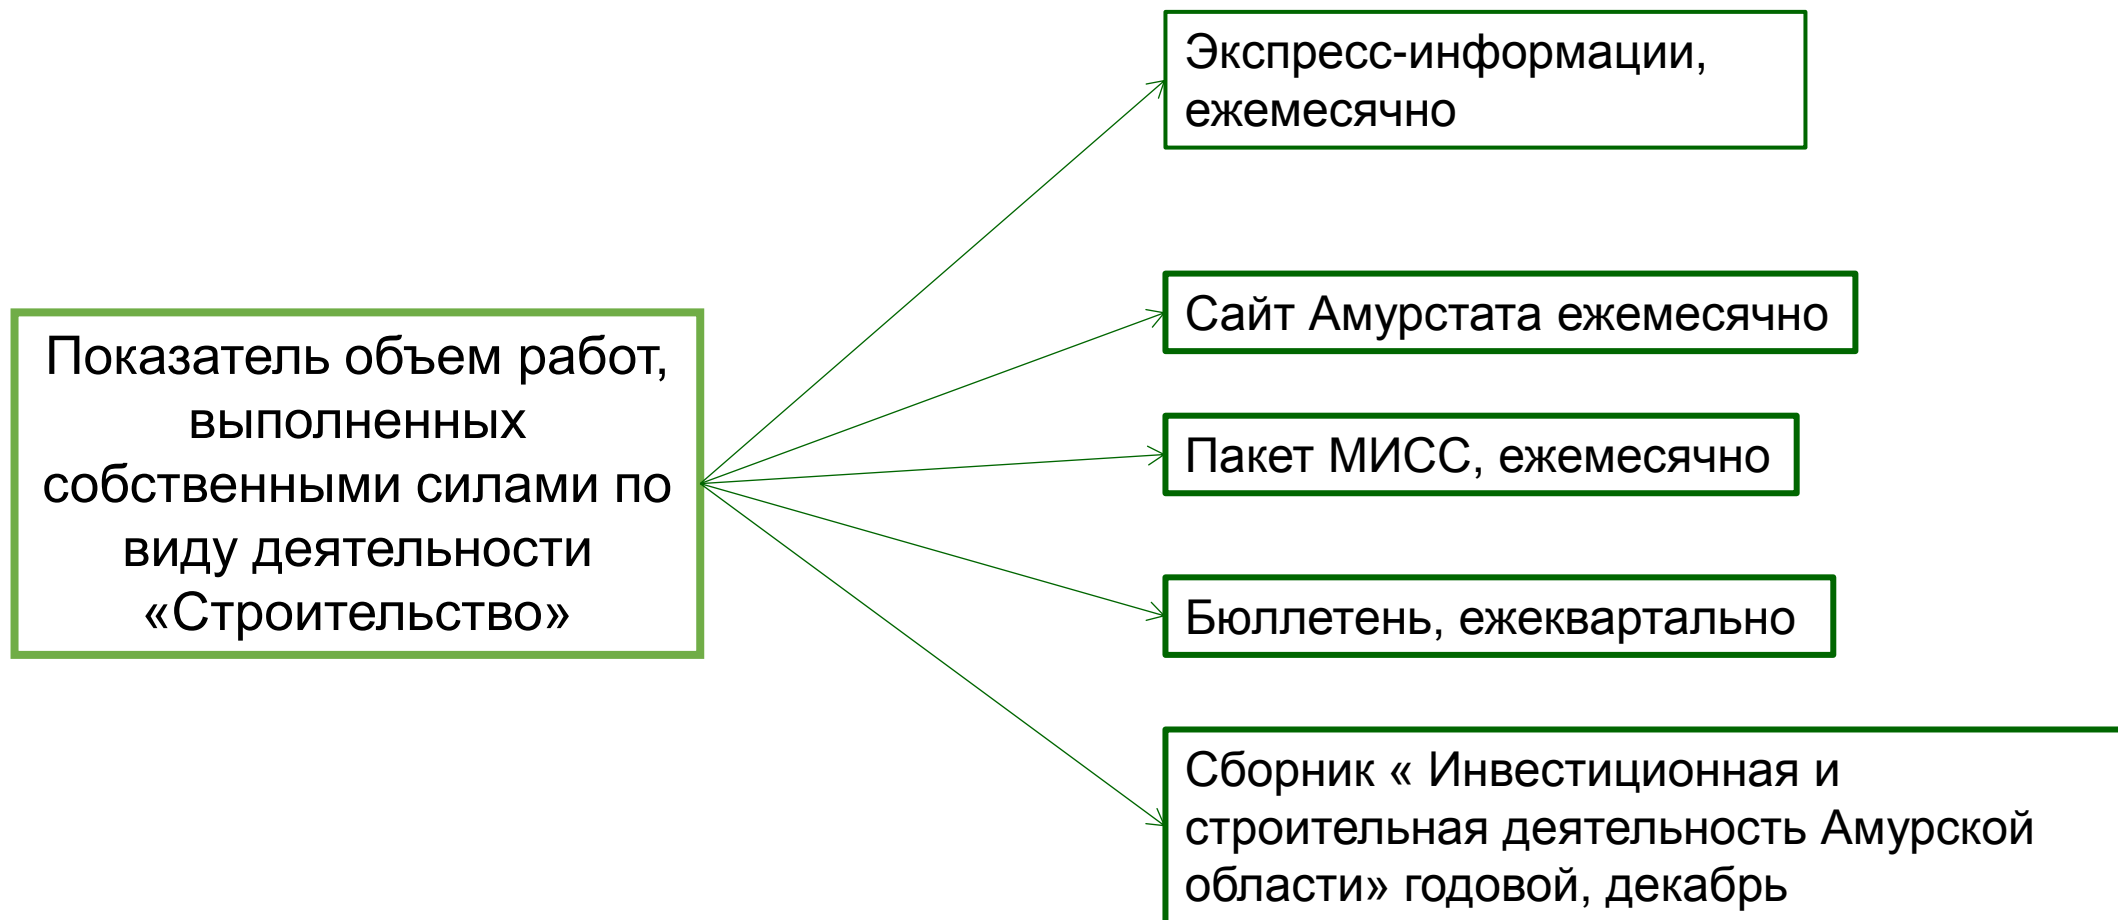 Показатель объем работ,
выполненных
собственными силами по
виду деятельности
«Строительство»
Экспресс-информации,
ежемесячно
Сайт Амурстата ежемесячно
Пакет МИСС, ежемесячно
Бюллетень, ежеквартально
Сборник « Инвестиционная и
строительная деятельность Амурской
области» годовой, декабрь